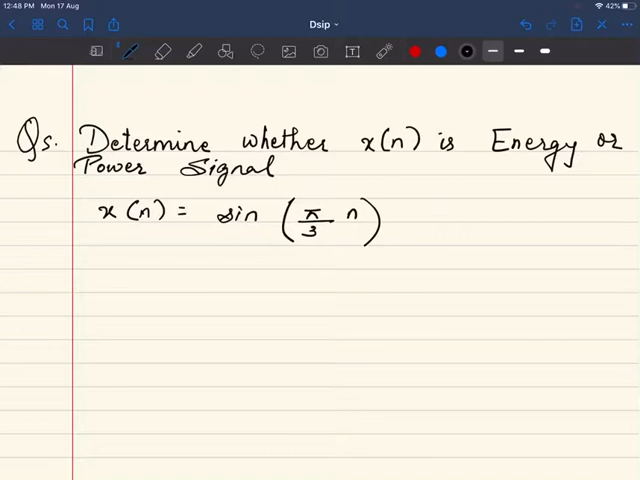 12:48 PM Mon 17 Aug 42%
Dsip
Qs. Determine whether x(n) is Energy or
Power Signal
x(n) = sin (π/3 n)